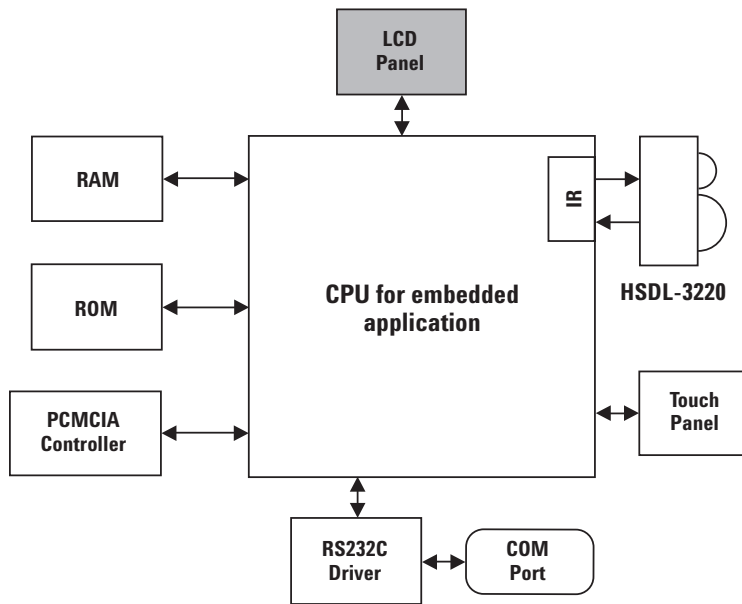 LCD
Panel
RAM
IR
ROM
CPU for embedded
application
HSDL-3220
PCMCIA
Controller
Touch
Panel
RS232C
Driver
COM
Port